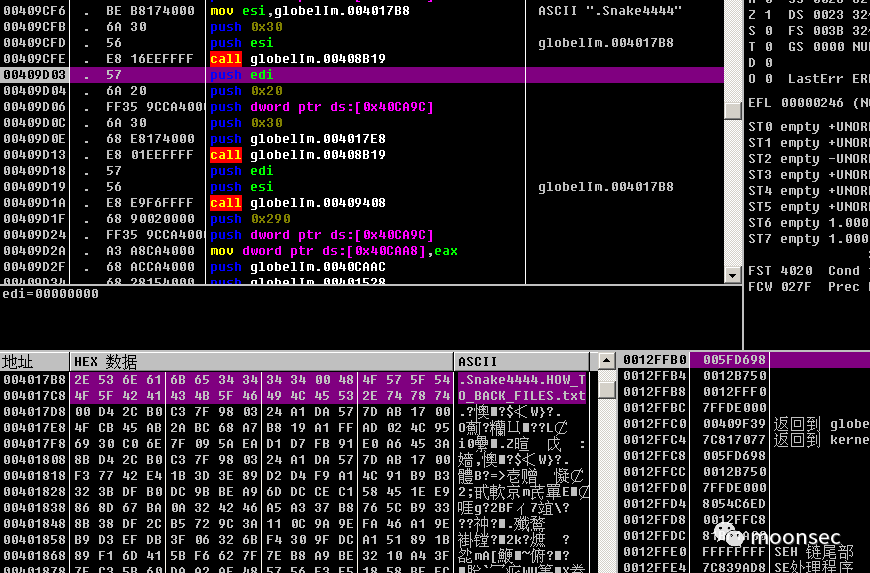 00409CF6 . BE B8174000 mov esi,globelIm.004017B8 ASCII ".Snake4444"
00409CFB . 6A 30 push 0x30
00409CFD . 56 push esi globelIm.004017B8
00409CFE . E8 16EEFFFF call globelIm.00408B19
00409D03 . 57 push edi
00409D04 . 6A 20 push 0x20
00409D06 . FF35 9CCA4000 push dword ptr ds:[0x40CA9C]
00409D0C . 6A 30 push 0x30
00409D0E . 68 E8174000 push globelIm.004017E8
00409D13 . E8 01EEFFFF call globelIm.00408B19
00409D18 . 57 push edi
00409D19 . 56 push esi globelIm.004017B8
00409D1A . E8 E9F6FFFF call globelIm.00409408
00409D1F . 68 90020000 push 0x290
00409D24 . FF35 9CCA4000 push dword ptr ds:[0x40CA9C]
00409D2A . A3 A8CA4000 mov dword ptr ds:[0x40CAA8],eax
00409D2F . 68 ACCA4000 push globelIm.0040CAAC
Z 1 DS 0023
S 0 FS 003B
T 0 GS 0000 NU
D 0
O 0 LastErr ER
EFL 00000246 (N
ST0 empty +UNOR
ST1 empty +UNOR
ST2 empty -UNOR
ST3 empty +UNOR
ST4 empty +UNOR
ST5 empty +UNOR
ST6 empty 1.000
ST7 empty 1.000
FST 4020 Cond
FCW 027F Prec
edi=00000000
地址 HEX 数据 ASCII
004017B8 2E 53 6E 61 6B 65 34 34 34 34 00 48 4F 57 5F 54 .Snake4444.HOW_T
004017C8 4F 5F 42 41 43 4B 5F 46 49 4C 45 53 2E 74 78 74 O_BACK_FILES.txt
004017D8 00 D4 2C B0 C3 7F 98 03 24 A1 DA 57 7D AB 17 00
004017E8 4F CB 45 AB 2A BC 68 A7 B8 19 A1 FF AD 02 4C 95
004017F8 69 30 C0 6E 7F 09 5A EA D1 D7 FB 91 E0 A6 45 3A
00401808 8B D4 2C B0 C3 7F 98 03 24 A1 DA 57 7D AB 17 00
00401818 F3 77 42 E4 1B 3D 3E 89 D2 D4 F9 A1 4C 91 B9 B3
00401828 32 3B DF B0 DC 9B BE A9 6D DC CE C1 58 45 1E E9
00401838 86 8D 67 BA 0A 32 42 46 A5 A3 37 B8 76 5C B9 33
00401848 8B 38 DF 2C B5 72 9C 3A 11 0C 9A 9E FA 46 A1 9E
00401858 B9 D3 EF DB 3F 06 32 6B F4 30 9F DC A1 51 89 1B
00401868 89 F1 6D 41 5B F6 62 7F 7E B8 A9 BE 32 10 A4 3F
0012FFB0 005FD698
0012FFB4 0012B750
0012FFB8 0012FFF0
0012FFBC 7FFDE000
0012FFC0 00409F39 返回到 globe
0012FFC4 7C817077 返回到 kerne
0012FFC8 005FD698
0012FFCC 0012B750
0012FFD0 7FFDE000
0012FFD4 8054C6ED
0012FFD8 0012FFC8
0012FFDC
0012FFE0 FFFFFFFF SEH 链尾部
0012FFE4 7C839AD8 SE处理程序
moonsec